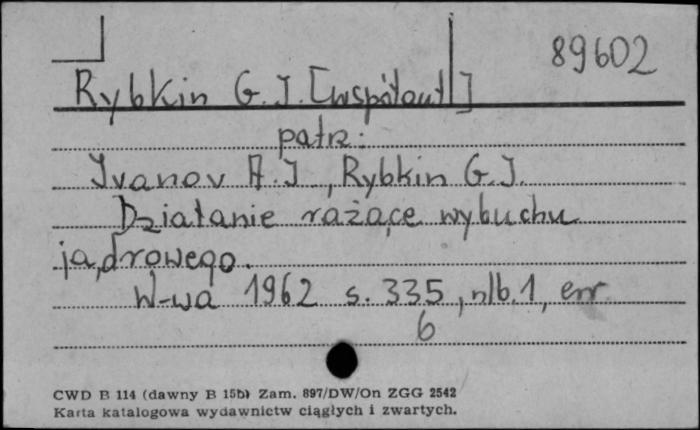 89602
Rybkin G.I. [współaut]
patrz:
Ivanov A.I., Rybkin G.I.
Działanie rażące wybuchu
jądrowego.
W-wa 1962 s. 335, nlb. 1, err.
6
CWD B 114 (dawny B 15b) Zam. 897/DW/On ZGG 2542
Karta katalogowa wydawnictw ciągłych i zwartych.